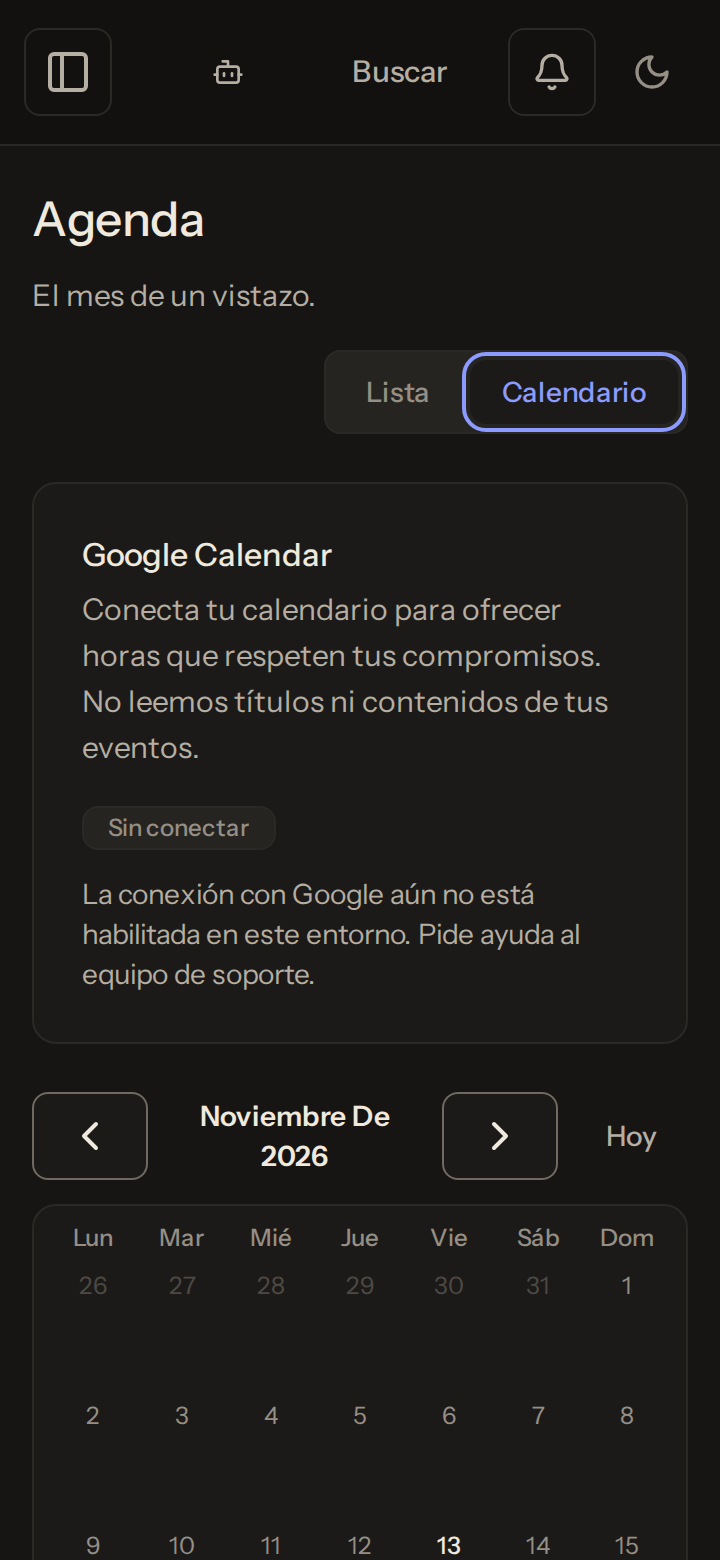 Buscar
Agenda
El mes de un vistazo.
Lista Calendario
Google Calendar
Conecta tu calendario para ofrecer
horas que respeten tus compromisos.
No leemos títulos ni contenidos de tus
eventos.
Sin conectar
La conexión con Google aún no está
habilitada en este entorno. Pide ayuda al
equipo de soporte.
Noviembre De
2026
Hoy
Lun Mar Mié Jue Vie Sáb Dom
26 27 28 29 30 31 1
2 3 4 5 6 7 8
9 10 11 12 13 14 15